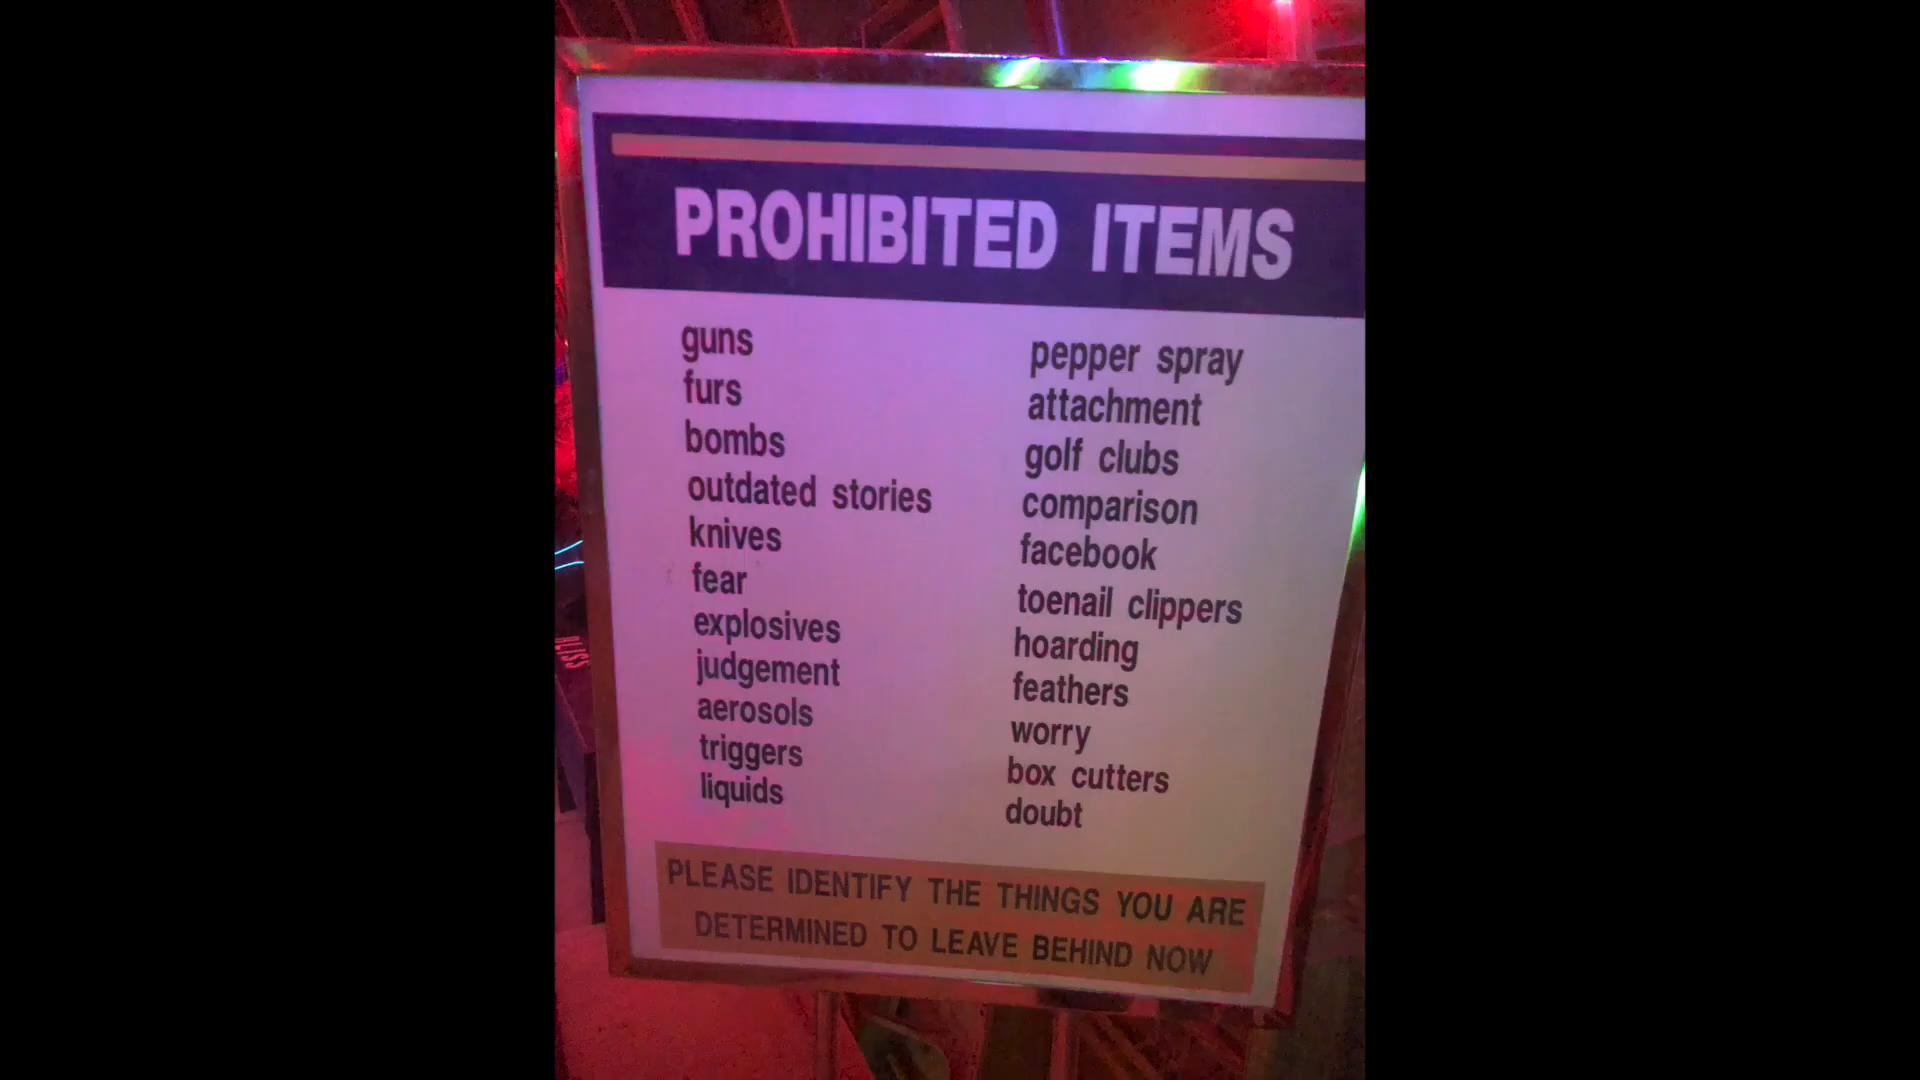 PROHIBITED ITEMS
guns
furs
bombs
outdated stories
knives
fear
explosives
judgement
aerosols
triggers
liquids
pepper spray
attachment
golf clubs
comparison
facebook
toenail clippers
hoarding
feathers
worry
box cutters
doubt
PLEASE IDENTIFY THE THINGS YOU ARE
DETERMINED TO LEAVE BEHIND NOW
BLISS